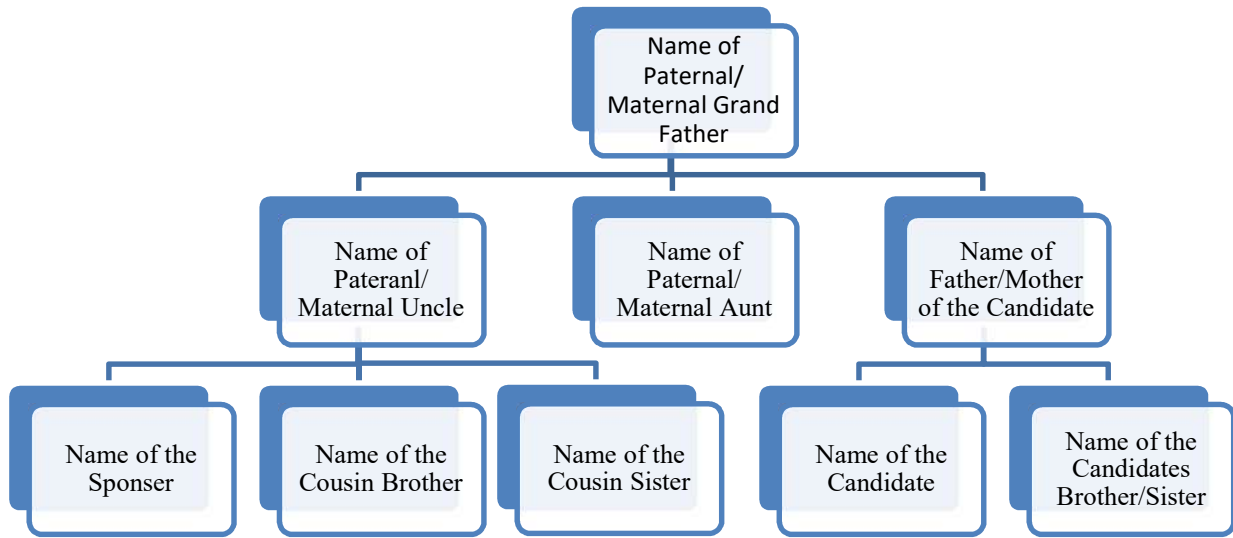 Name of
Paternal/
Maternal Grand
Father
Name of
Pateranl/
Maternal Uncle
Name of
Paternal/
Maternal Aunt
Name of
Father/Mother
of the Candidate
Name of the
Sponser
Name of the
Cousin Brother
Name of the
Cousin Sister
Name of the
Candidate
Name of the
Candidates
Brother/Sister